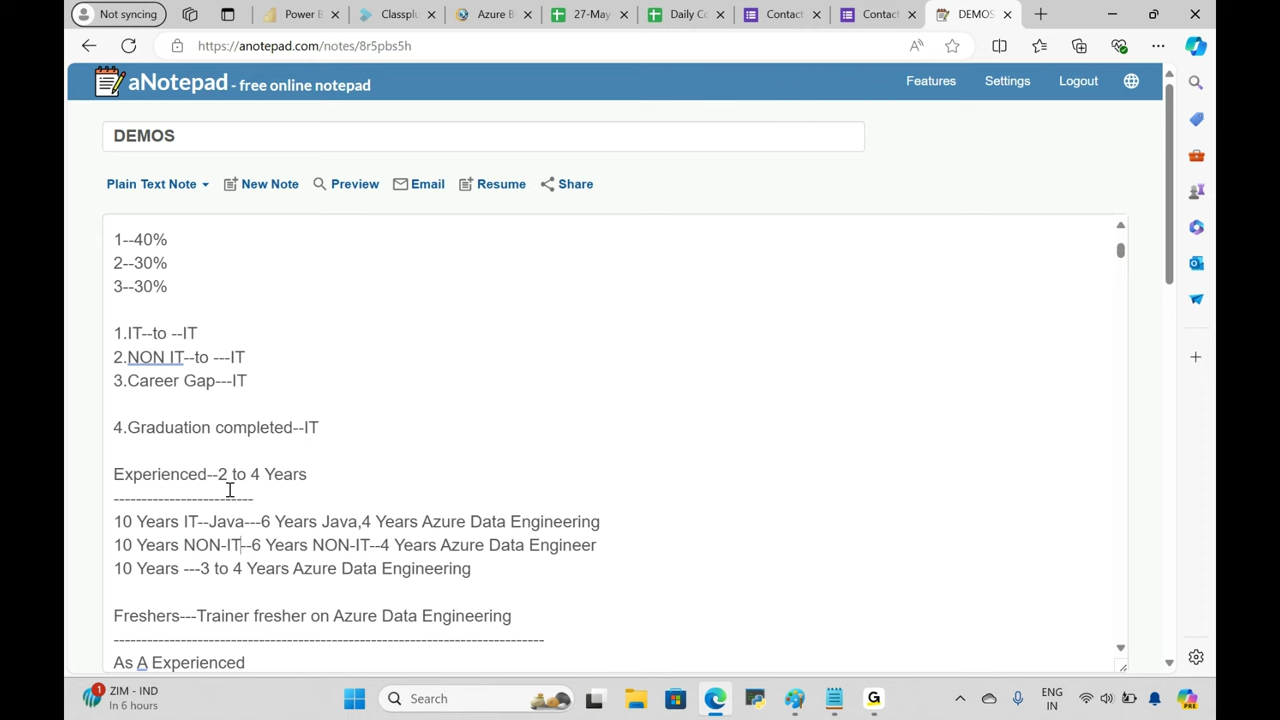 Not syncing
Power B
Classplu
Azure B
27-May
Daily Co
Contact
Contac
DEMOS
https://anotepad.com/notes/8r5pbs5h
aNotepad - free online notepad
Features
Settings
Logout
DEMOS
Plain Text Note
New Note
Preview
Email
Resume
Share
1--40%
2--30%
3--30%
1.IT--to --IT
2.NON IT--to ---IT
3.Career Gap---IT
4.Graduation completed--IT
Experienced--2 to 4 Years
-------------------------
10 Years IT--Java---6 Years Java,4 Years Azure Data Engineering
10 Years NON-IT--6 Years NON-IT--4 Years Azure Data Engineer
10 Years ---3 to 4 Years Azure Data Engineering
Freshers---Trainer fresher on Azure Data Engineering
-----------------------------------------------------------------------------
As A Experienced
1
ZIM - IND
In 6 hours
Search
ENG
IN
PRE